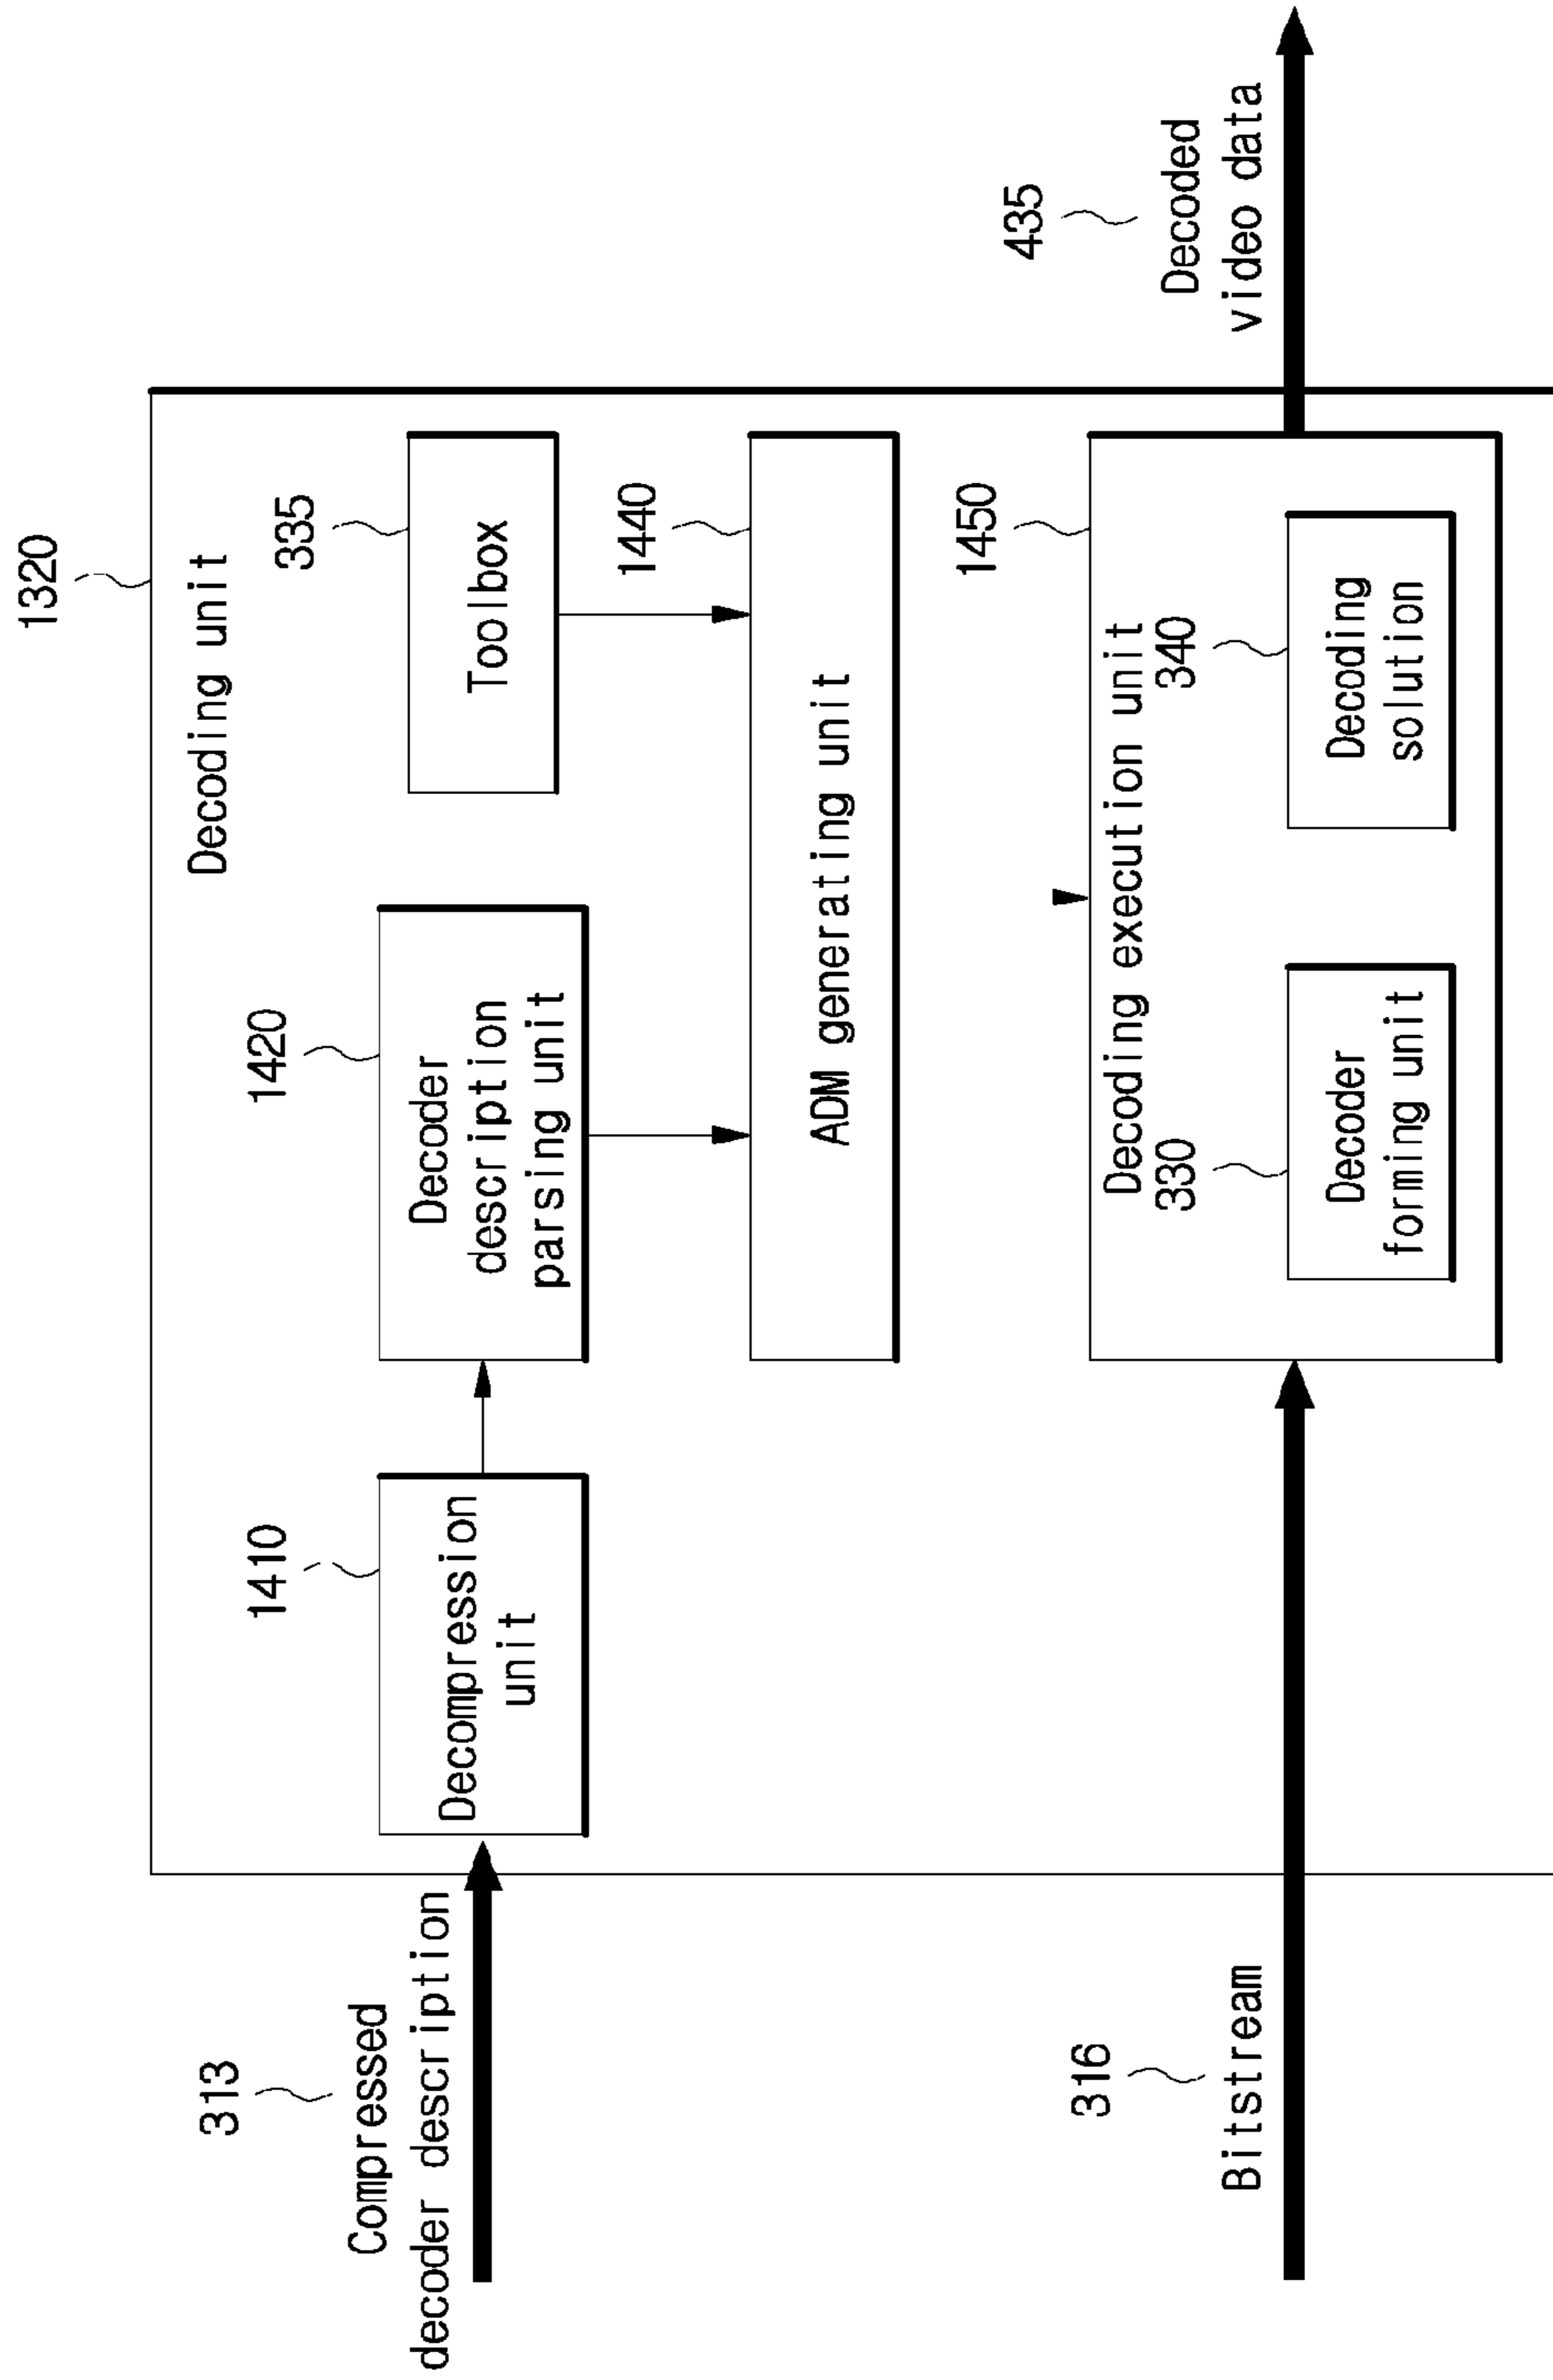 1320
Decoding unit
313
Compressed
decoder description
1410
Decompression
unit
1420
Decoder
description
parsing unit
335
Toolbox
1440
ADM generating unit
1450
Decoding execution unit
330
Decoder
forming unit
340
Decoding
solution
316
Bitstream
435
Decoded
video data